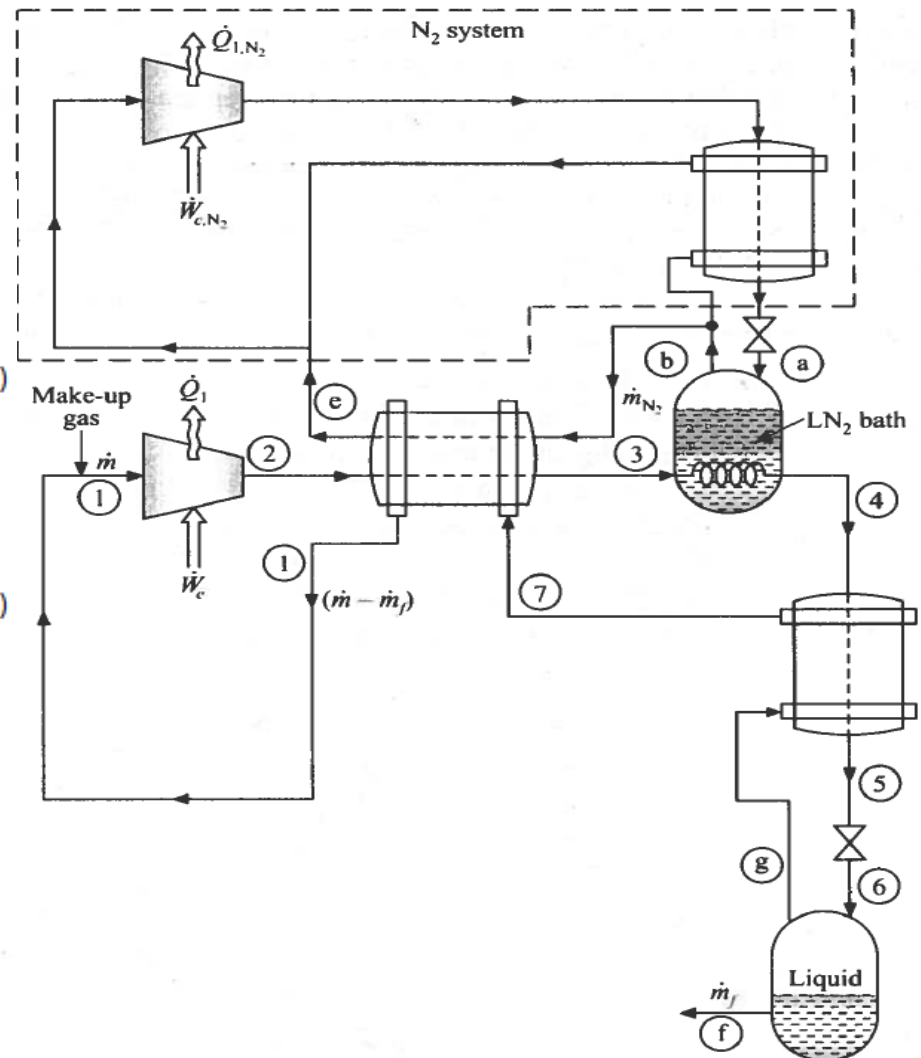 N₂ system
Q̇₁,N₂
Ẇc,N₂
b
a
)
Make-up
gas
Q̇₁
e
ṁN₂
LN₂ bath
ṁ
2
3
1
4
Ẇc
1
7
)
(ṁ − ṁf)
5
g
6
Liquid
ṁf
f